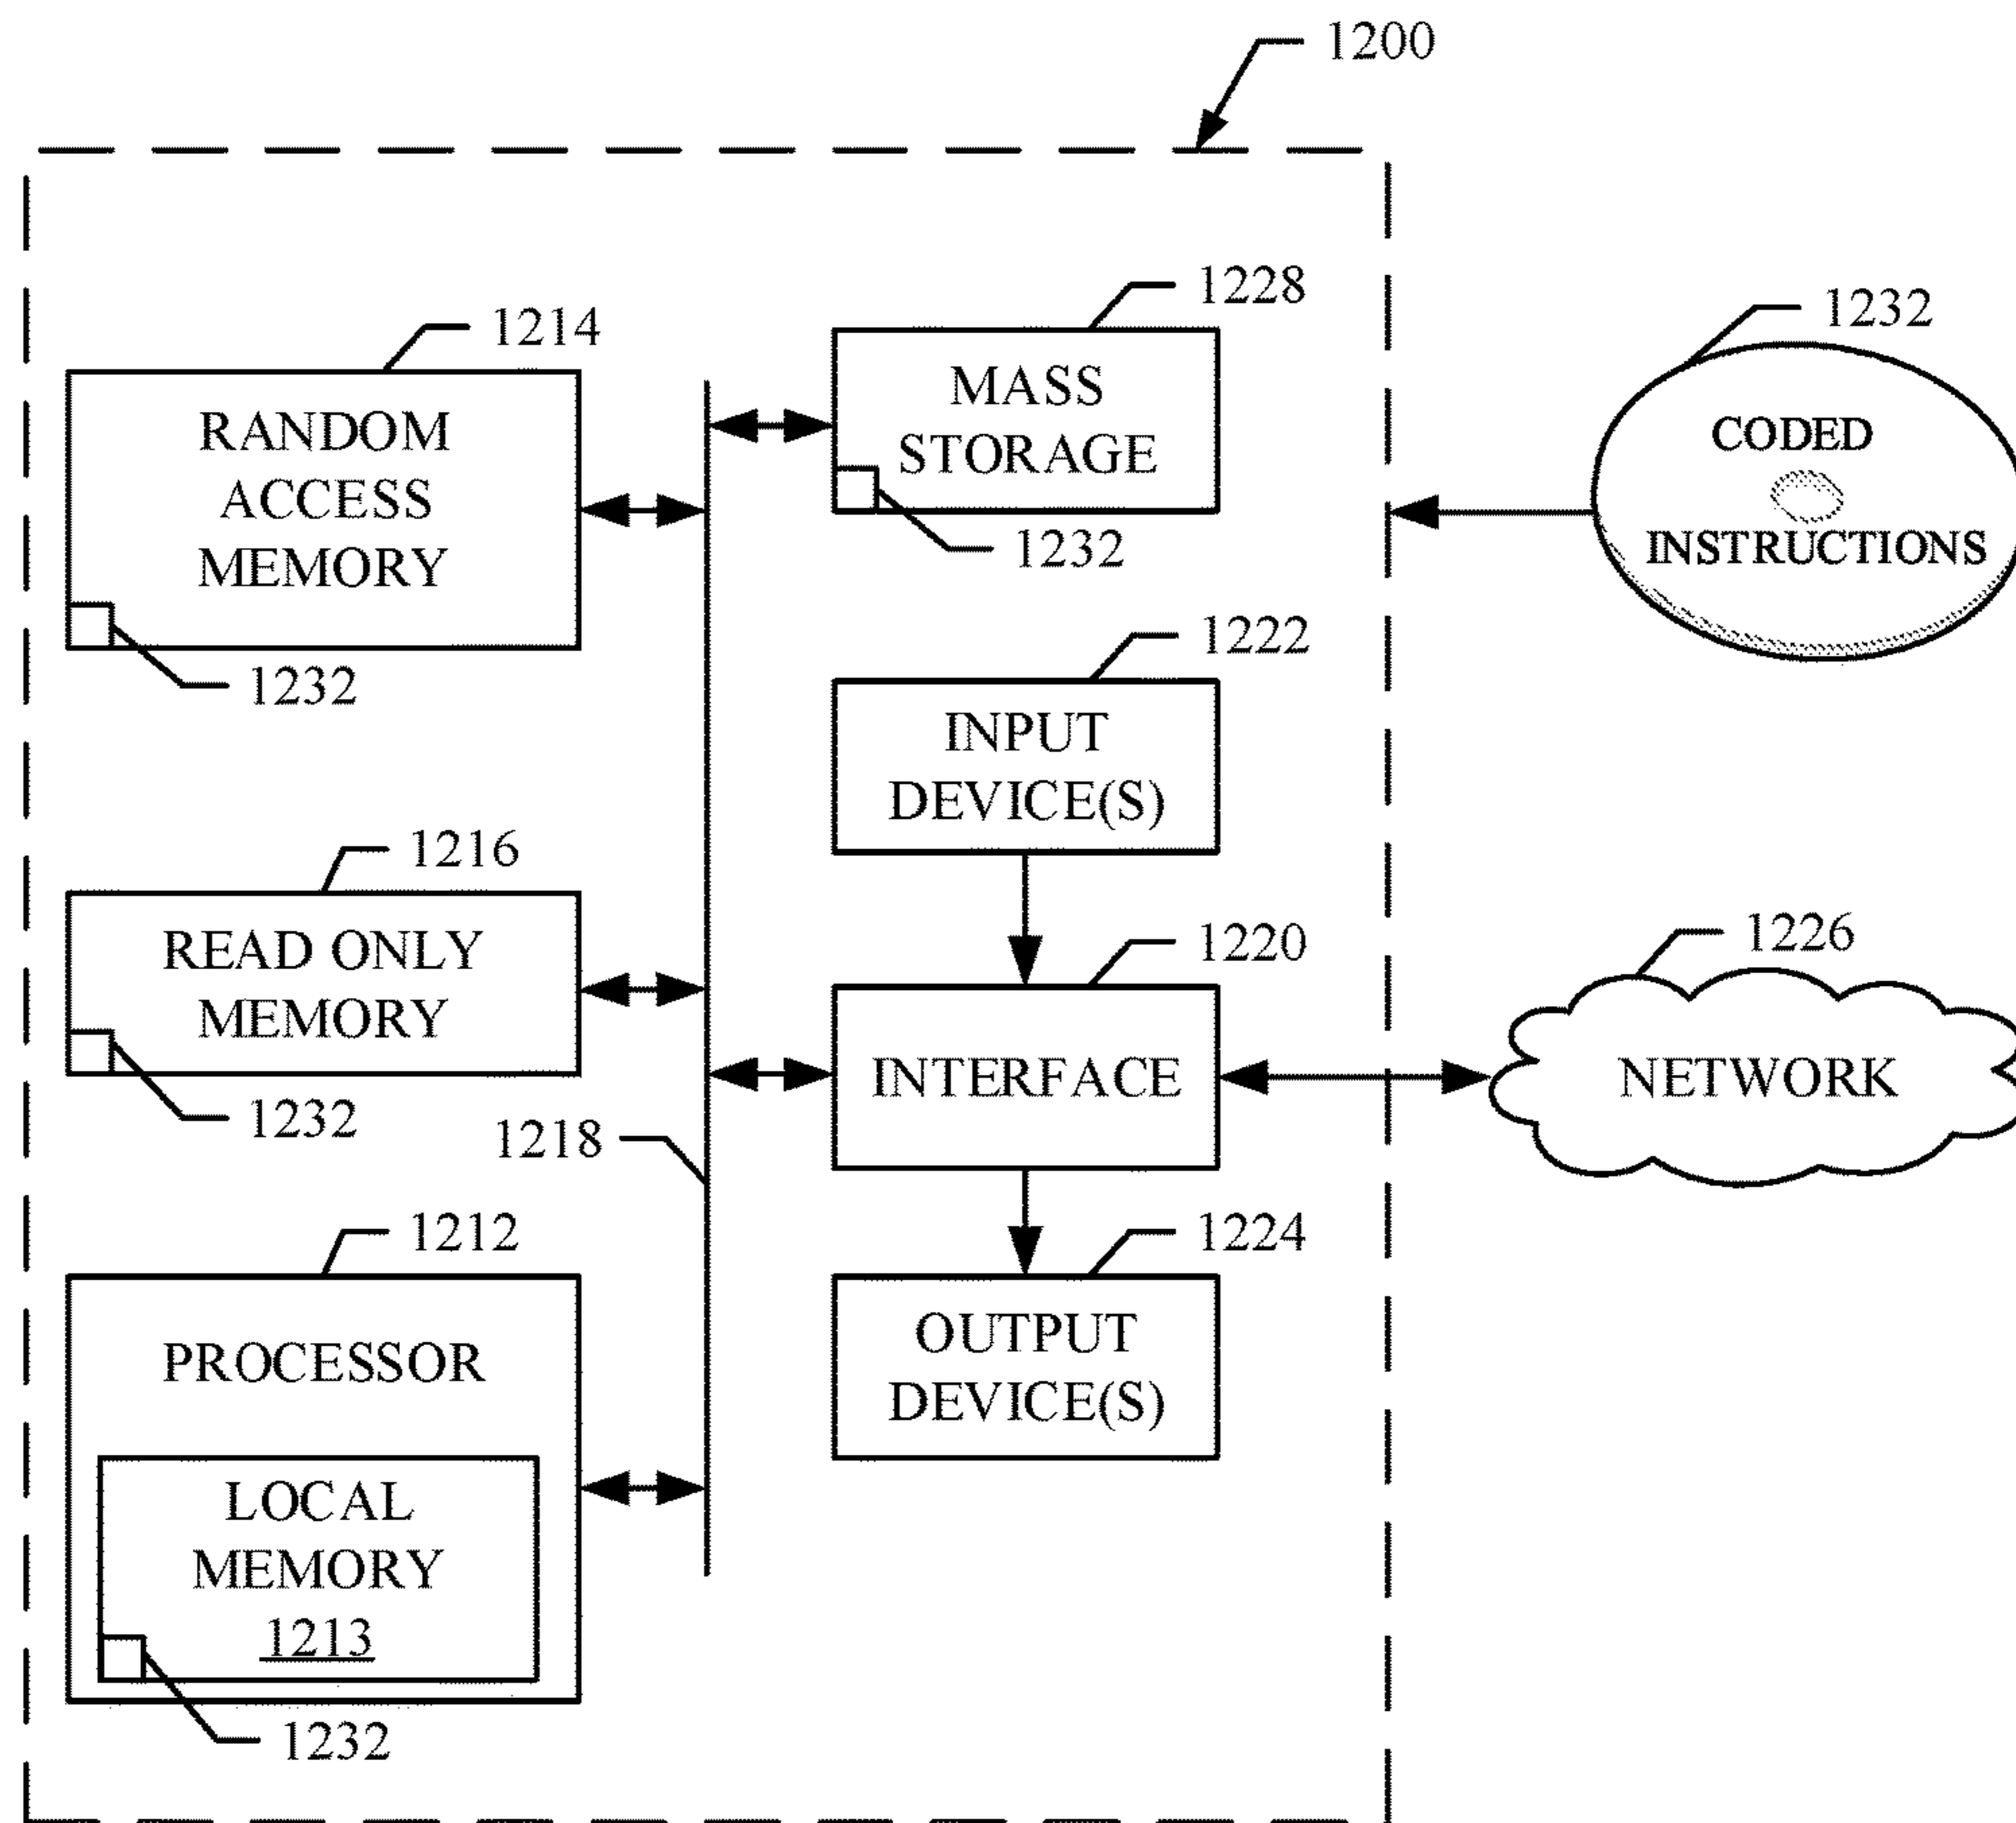 1200
1228
MASS
STORAGE
1232
1214
RANDOM
ACCESS
MEMORY
1232
1232
CODED
INSTRUCTIONS
1222
INPUT
DEVICE(S)
1216
READ ONLY
MEMORY
1232
1220
INTERFACE
1226
NETWORK
1218
1212
PROCESSOR
LOCAL
MEMORY
1213
1232
1224
OUTPUT
DEVICE(S)